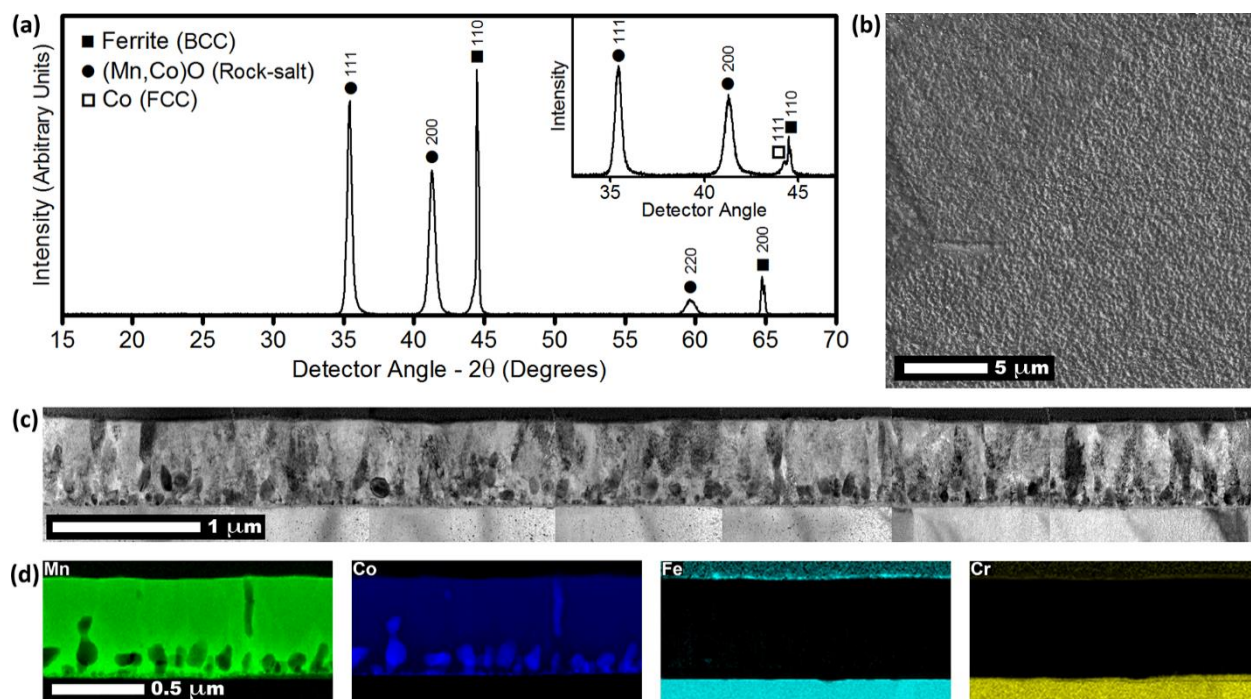 (a)
■ Ferrite (BCC)
● (Mn,Co)O (Rock-salt)
□ Co (FCC)
Intensity (Arbitrary Units)
111
200
110
220
200
15 20 25 30 35 40 45 50 55 60 65 70
Detector Angle - 2θ (Degrees)
Intensity
111
200
111
110
35 40 45
Detector Angle
(b)
5 μm
(c)
1 μm
(d)
Mn
Co
Fe
Cr
0.5 μm